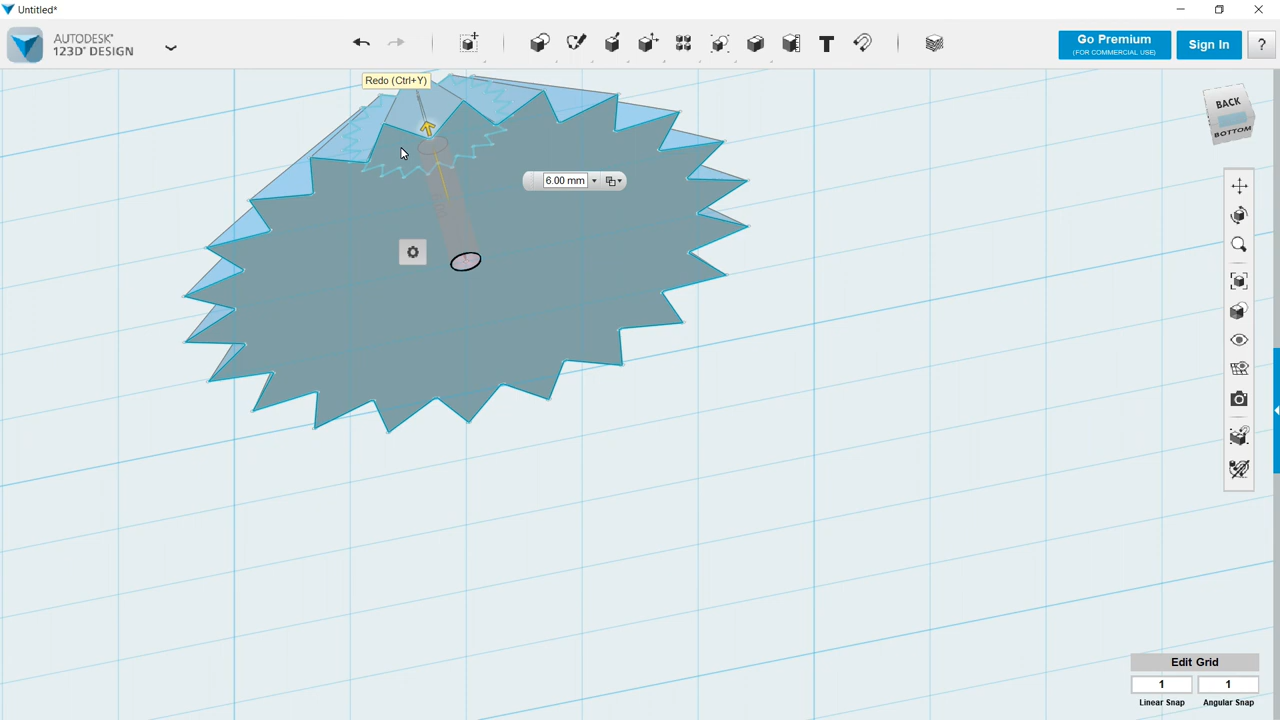 Untitled*
AUTODESK®
123D® DESIGN
Go Premium
(FOR COMMERCIAL USE)
Sign In
?
Redo (Ctrl+Y)
T
BACK
BOTTOM
6.00 mm
Edit Grid
1
1
Linear Snap
Angular Snap